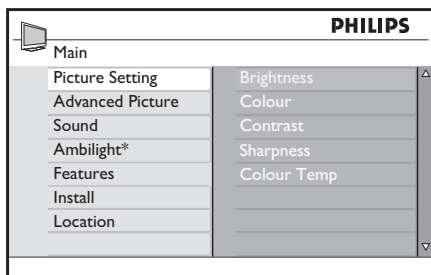 PHILIPS
Main
Picture Setting
Advanced Picture
Sound
Ambilight*
Features
Install
Location
Brightness
Colour
Contrast
Sharpness
Colour Temp